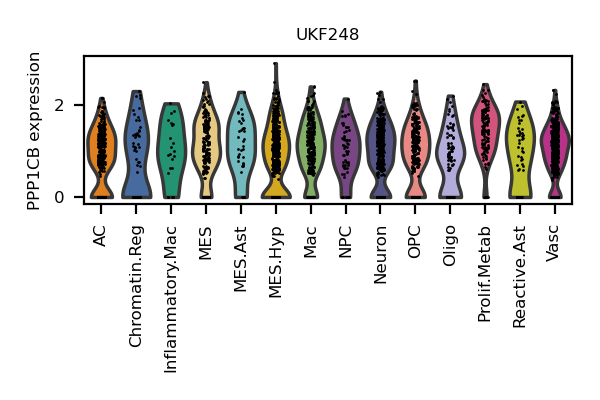 UKF248
PPP1CB expression
2
0
AC
Chromatin.Reg
Inflammatory.Mac
MES
MES.Ast
MES.Hyp
Mac
NPC
Neuron
OPC
Oligo
Prolif.Metab
Reactive.Ast
Vasc